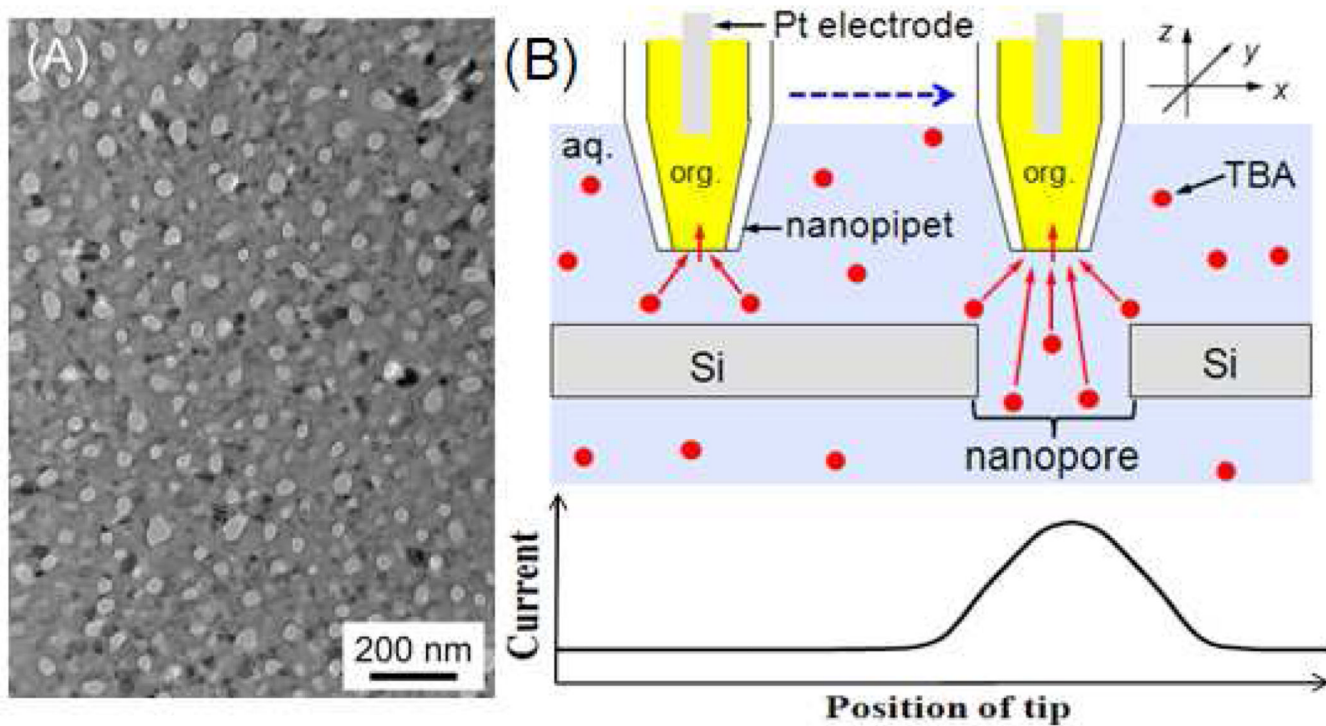 (A)
200 nm
(B)
Pt electrode
z
y
x
aq.
org.
org.
TBA
nanopipet
Si
Si
nanopore
Current
Position of tip